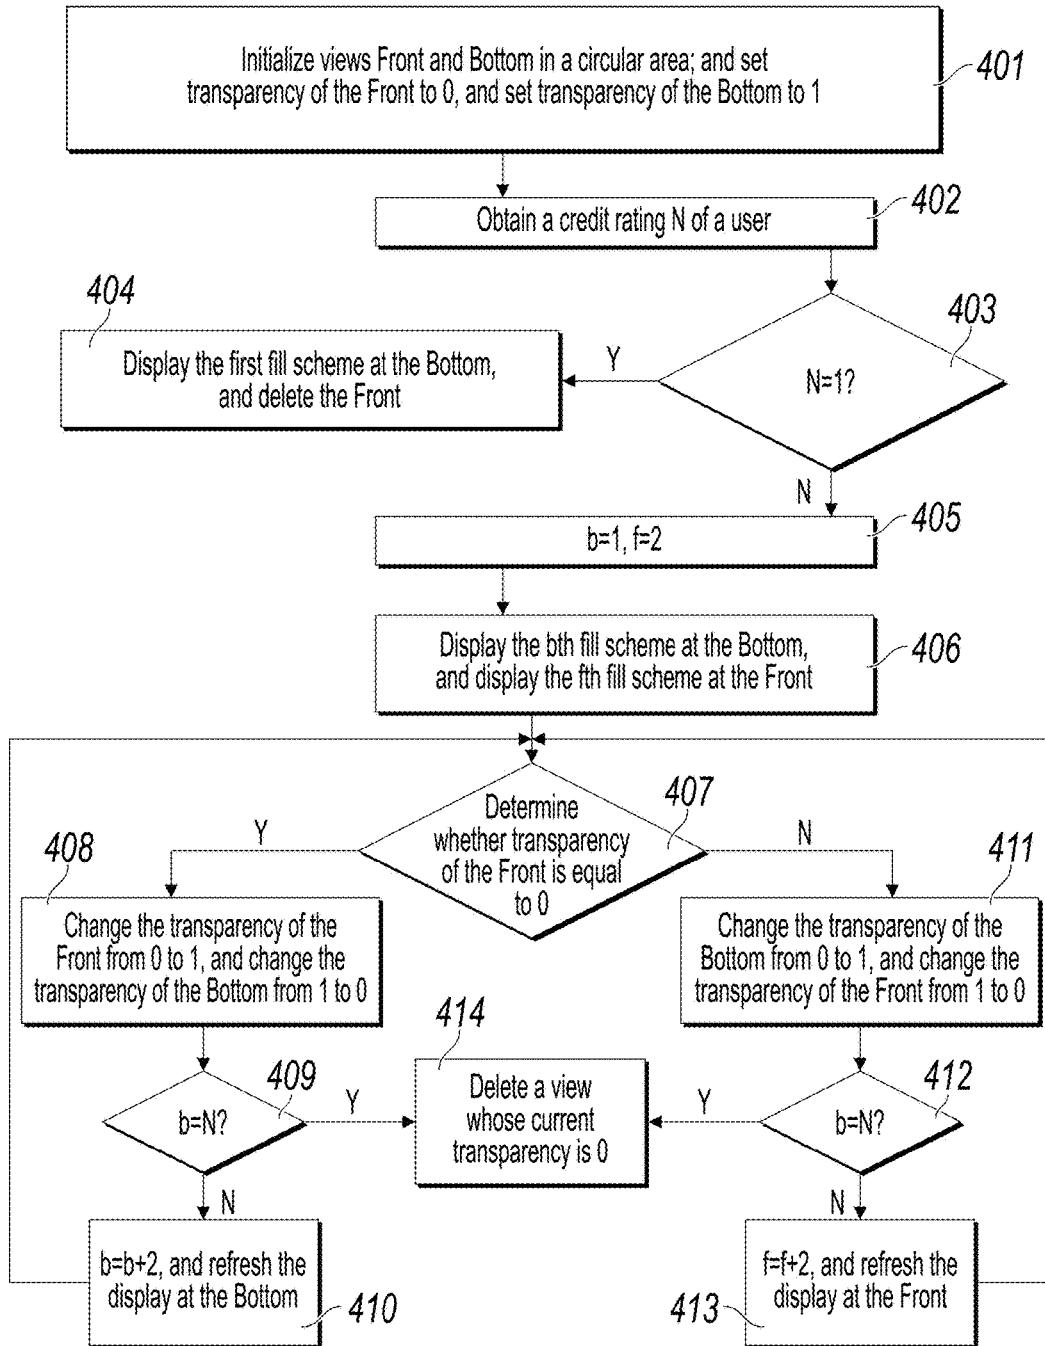 Initialize views Front and Bottom in a circular area; and set
transparency of the Front to 0, and set transparency of the Bottom to 1
401
Obtain a credit rating N of a user
402
404
403
Display the first fill scheme at the Bottom,
and delete the Front
Y
N=1?
N
b=1, f=2
405
Display the bth fill scheme at the Bottom,
and display the fth fill scheme at the Front
406
Determine
whether transparency
of the Front is equal
to 0
407
Y
N
408
411
Change the transparency of the
Front from 0 to 1, and change the
transparency of the Bottom from 1 to 0
Change the transparency of the
Bottom from 0 to 1, and change the
transparency of the Front from 1 to 0
414
409
412
b=N?
Y
Delete a view
whose current
transparency is 0
Y
b=N?
N
N
b=b+2, and refresh the
display at the Bottom
410
f=f+2, and refresh the
display at the Front
413